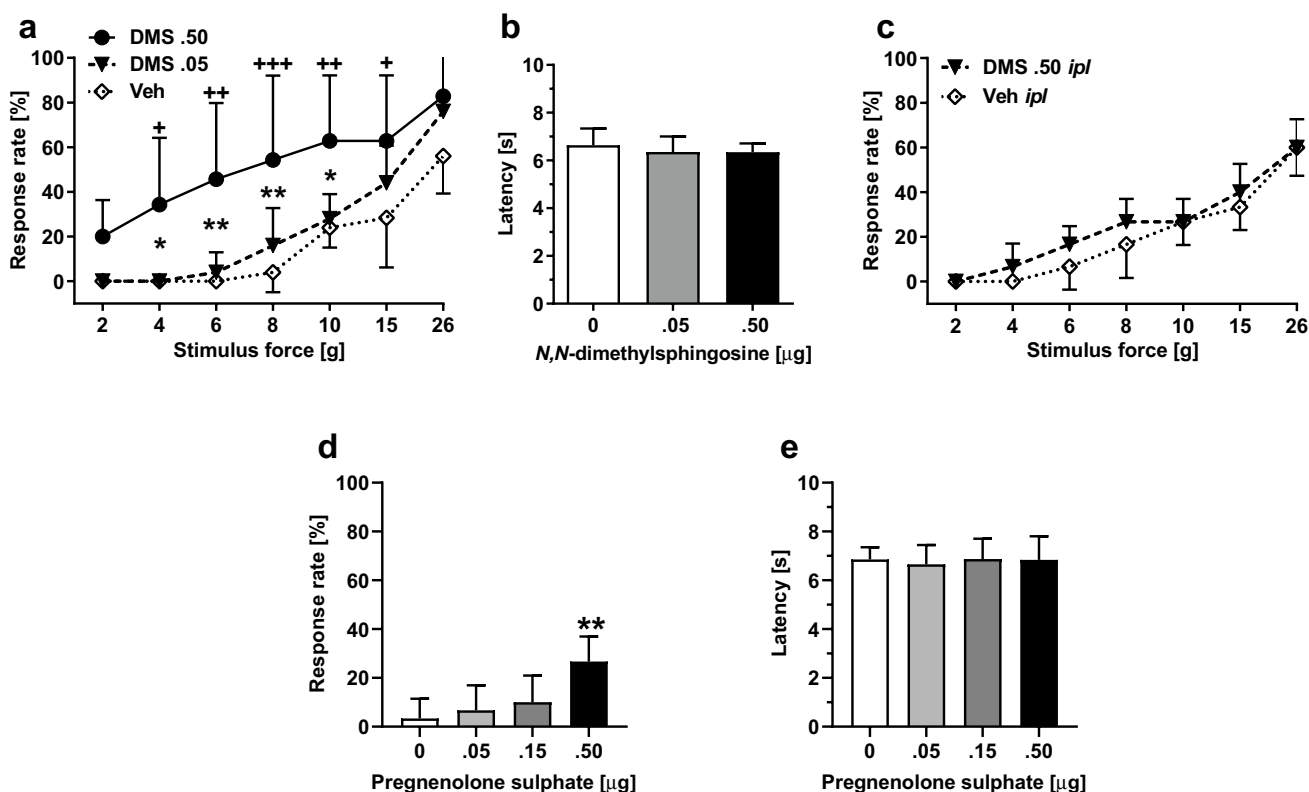 a
DMS .50
DMS .05
Veh
Response rate [%]
100
80
60
40
20
0
+
++
+++
++
+
*
**
**
*
2 4 6 8 10 15 26
Stimulus force [g]
b
Latency [s]
10
8
6
4
2
0
0 .05 .50
N,N-dimethylsphingosine [µg]
c
DMS .50 ipl
Veh ipl
Response rate [%]
100
80
60
40
20
0
2 4 6 8 10 15 26
Stimulus force [g]
d
Response rate [%]
100
80
60
40
20
0
**
0 .05 .15 .50
Pregnenolone sulphate [µg]
e
Latency [s]
10
8
6
4
2
0
0 .05 .15 .50
Pregnenolone sulphate [µg]